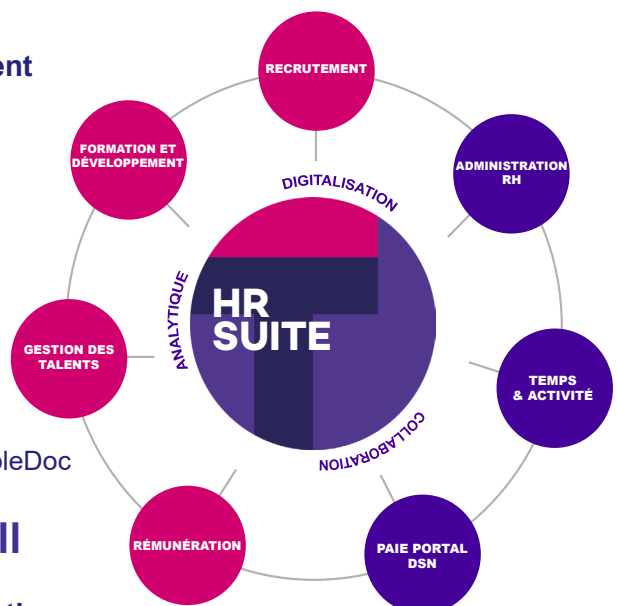 ent
RECRUTEMENT
FORMATION ET
DÉVELOPPEMENT
ADMINISTRATION
RH
DIGITALISATION
ANALYTIQUE
HR
SUITE
GESTION DES
TALENTS
TEMPS
& ACTIVITÉ
COLLABORATION
leDoc
RÉMUNÉRATION
PAIE PORTAL
DSN